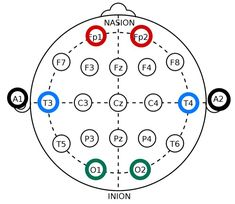 NASION
Fp1 Fp2
F7 F3 Fz F4 F8
A1 T3 C3 Cz C4 T4 A2
T5 P3 Pz P4 T6
O1 O2
INION